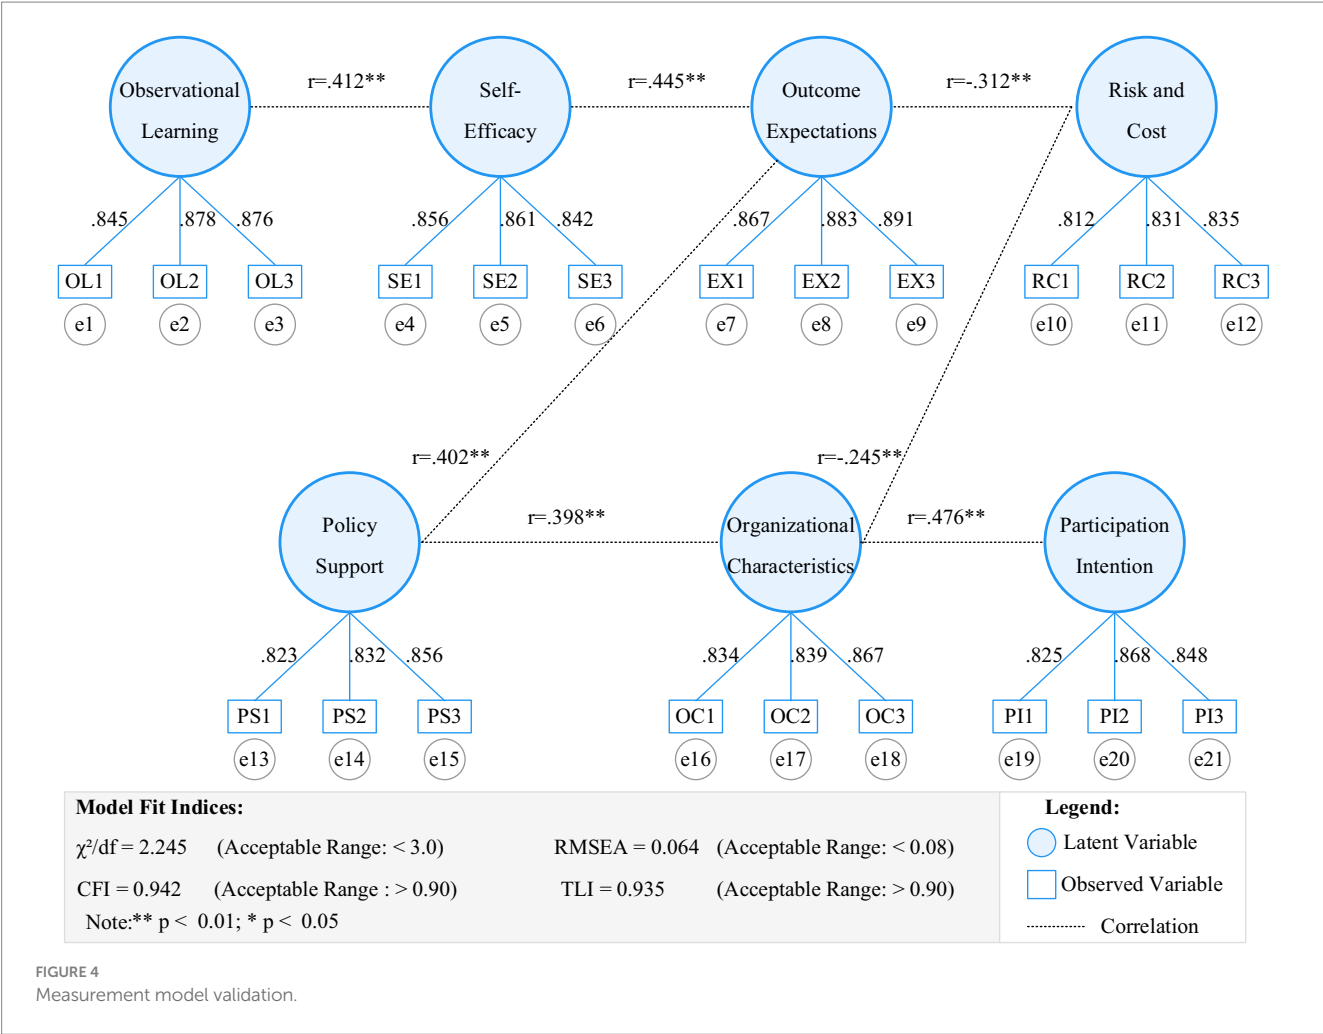 r=.412**
r=.445**
r=-.312**
Observational
Learning
Self-
Efficacy
Outcome
Expectations
Risk and
Cost
.845
.878
.876
.856
.861
.842
.867
.883
.891
.812
.831
.835
OL1
OL2
OL3
SE1
SE2
SE3
EX1
EX2
EX3
RC1
RC2
RC3
e1
e2
e3
e4
e5
e6
e7
e8
e9
e10
e11
e12
r=.402**
r=-.245**
r=.398**
r=.476**
Policy
Support
Organizational
Characteristics
Participation
Intention
.823
.832
.856
.834
.839
.867
.825
.868
.848
PS1
PS2
PS3
OC1
OC2
OC3
PI1
PI2
PI3
e13
e14
e15
e16
e17
e18
e19
e20
e21
Model Fit Indices:
χ²/df = 2.245 (Acceptable Range: < 3.0)
RMSEA = 0.064 (Acceptable Range: < 0.08)
CFI = 0.942 (Acceptable Range : > 0.90)
TLI = 0.935 (Acceptable Range: > 0.90)
Note:** p < 0.01; * p < 0.05
Legend:
Latent Variable
Observed Variable
Correlation
FIGURE 4
Measurement model validation.